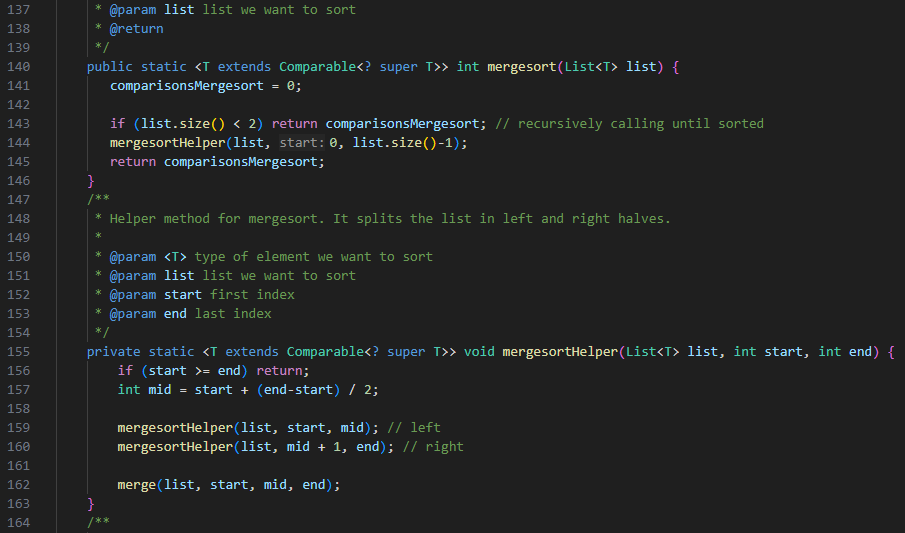 137 * @param list list we want to sort
138 * @return
139 */
140 public static <T extends Comparable<? super T>> int mergesort(List<T> list) {
141 comparisonsMergesort = 0;
142
143 if (list.size() < 2) return comparisonsMergesort; // recursively calling until sorted
144 mergesortHelper(list, start: 0, list.size()-1);
145 return comparisonsMergesort;
146 }
147 /**
148 * Helper method for mergesort. It splits the list in left and right halves.
149 *
150 * @param <T> type of element we want to sort
151 * @param list list we want to sort
152 * @param start first index
153 * @param end last index
154 */
155 private static <T extends Comparable<? super T>> void mergesortHelper(List<T> list, int start, int end) {
156 if (start >= end) return;
157 int mid = start + (end-start) / 2;
158
159 mergesortHelper(list, start, mid); // left
160 mergesortHelper(list, mid + 1, end); // right
161
162 merge(list, start, mid, end);
163 }
164 /**